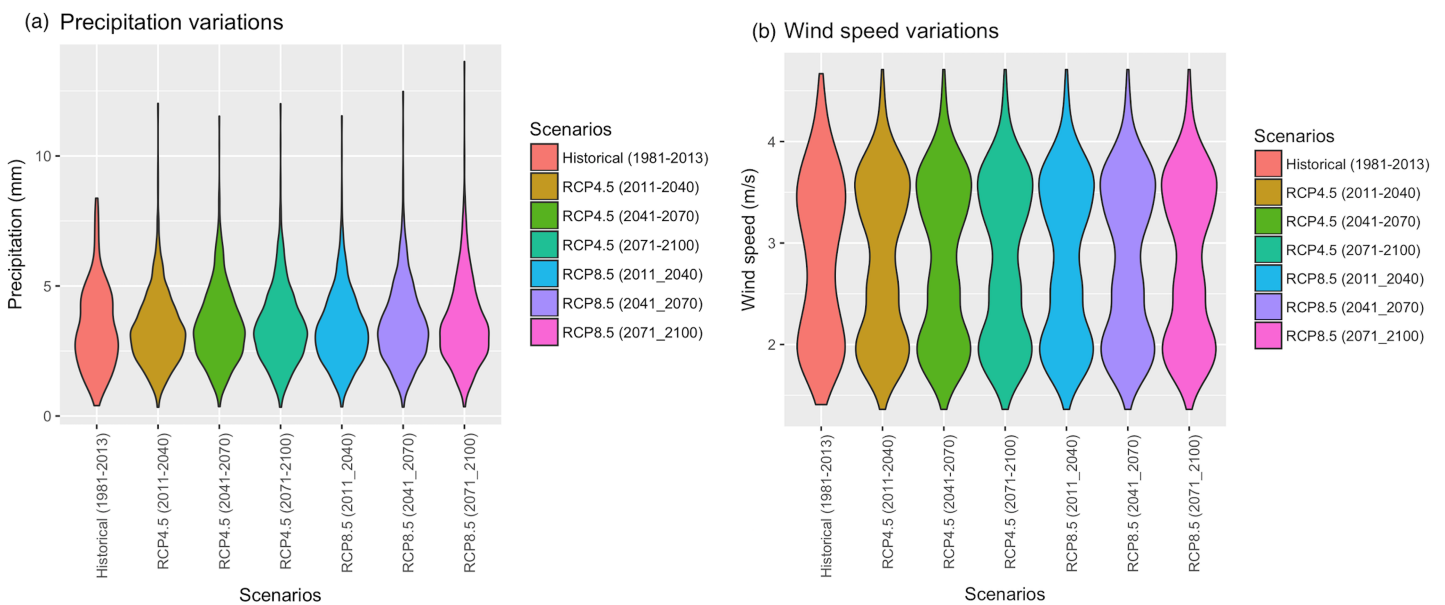 (a) Precipitation variations
Precipitation (mm)
10
5
0
Historical (1981-2013)
RCP4.5 (2011-2040)
RCP4.5 (2041-2070)
RCP4.5 (2071-2100)
RCP8.5 (2011_2040)
RCP8.5 (2041_2070)
RCP8.5 (2071_2100)
Scenarios
Scenarios
Historical (1981-2013)
RCP4.5 (2011-2040)
RCP4.5 (2041-2070)
RCP4.5 (2071-2100)
RCP8.5 (2011_2040)
RCP8.5 (2041_2070)
RCP8.5 (2071_2100)
(b) Wind speed variations
Wind speed (m/s)
4
3
2
Historical (1981-2013)
RCP4.5 (2011-2040)
RCP4.5 (2041-2070)
RCP4.5 (2071-2100)
RCP8.5 (2011_2040)
RCP8.5 (2041_2070)
RCP8.5 (2071_2100)
Scenarios
Scenarios
Historical (1981-2013)
RCP4.5 (2011-2040)
RCP4.5 (2041-2070)
RCP4.5 (2071-2100)
RCP8.5 (2011_2040)
RCP8.5 (2041_2070)
RCP8.5 (2071_2100)